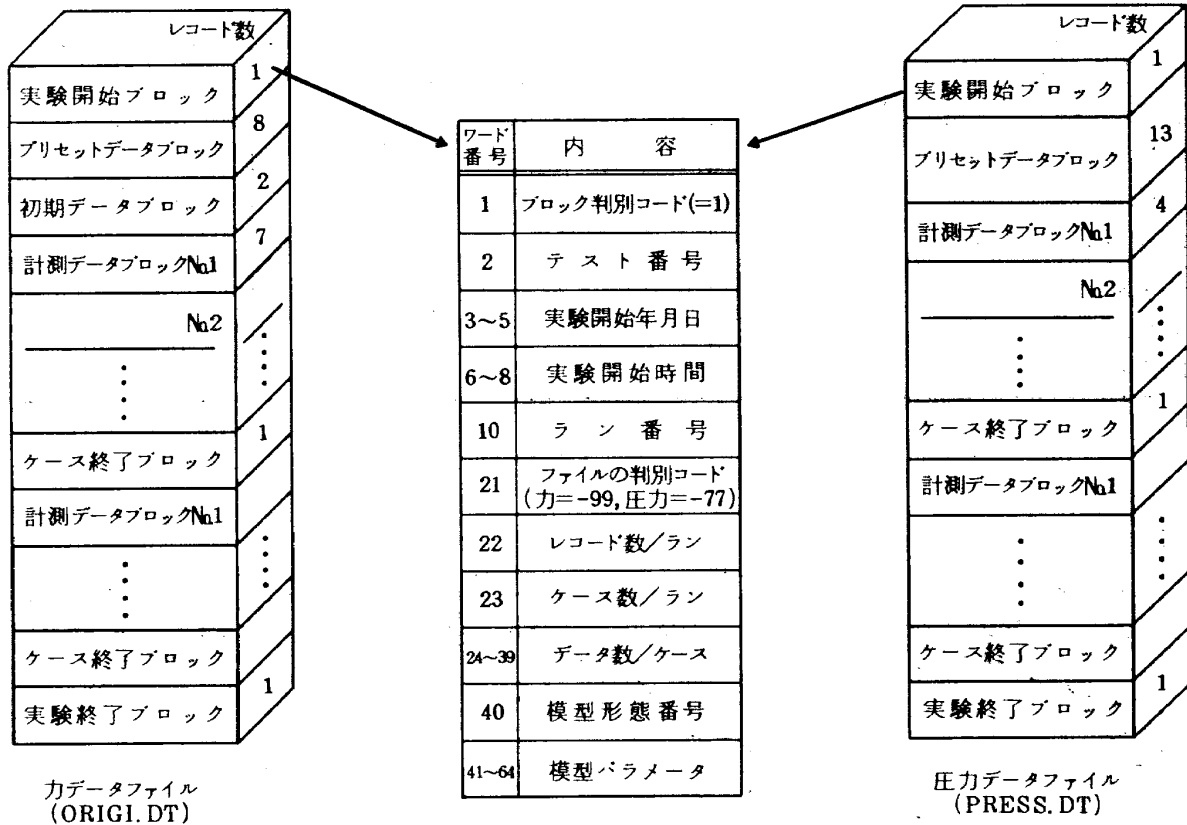 レコード数
実験開始ブロック 1
プリセットデータブロック 8
初期データブロック 2
計測データブロック№1 7
№2
ケース終了ブロック 1
計測データブロック№1
ケース終了ブロック
実験終了ブロック 1
力データファイル
(ORIGI.DT)
ワード番号 内容
1 ブロック判別コード(=1)
2 テスト番号
3~5 実験開始年月日
6~8 実験開始時間
10 ラン番号
21 ファイルの判別コード
(力=-99,圧力=-77)
22 レコード数/ラン
23 ケース数/ラン
24~39 データ数/ケース
40 模型形態番号
41~64 模型パラメータ
レコード数
実験開始ブロック 1
プリセットデータブロック 13
計測データブロック№1 4
№2
ケース終了ブロック 1
計測データブロック№1
ケース終了ブロック
実験終了ブロック 1
圧力データファイル
(PRESS.DT)